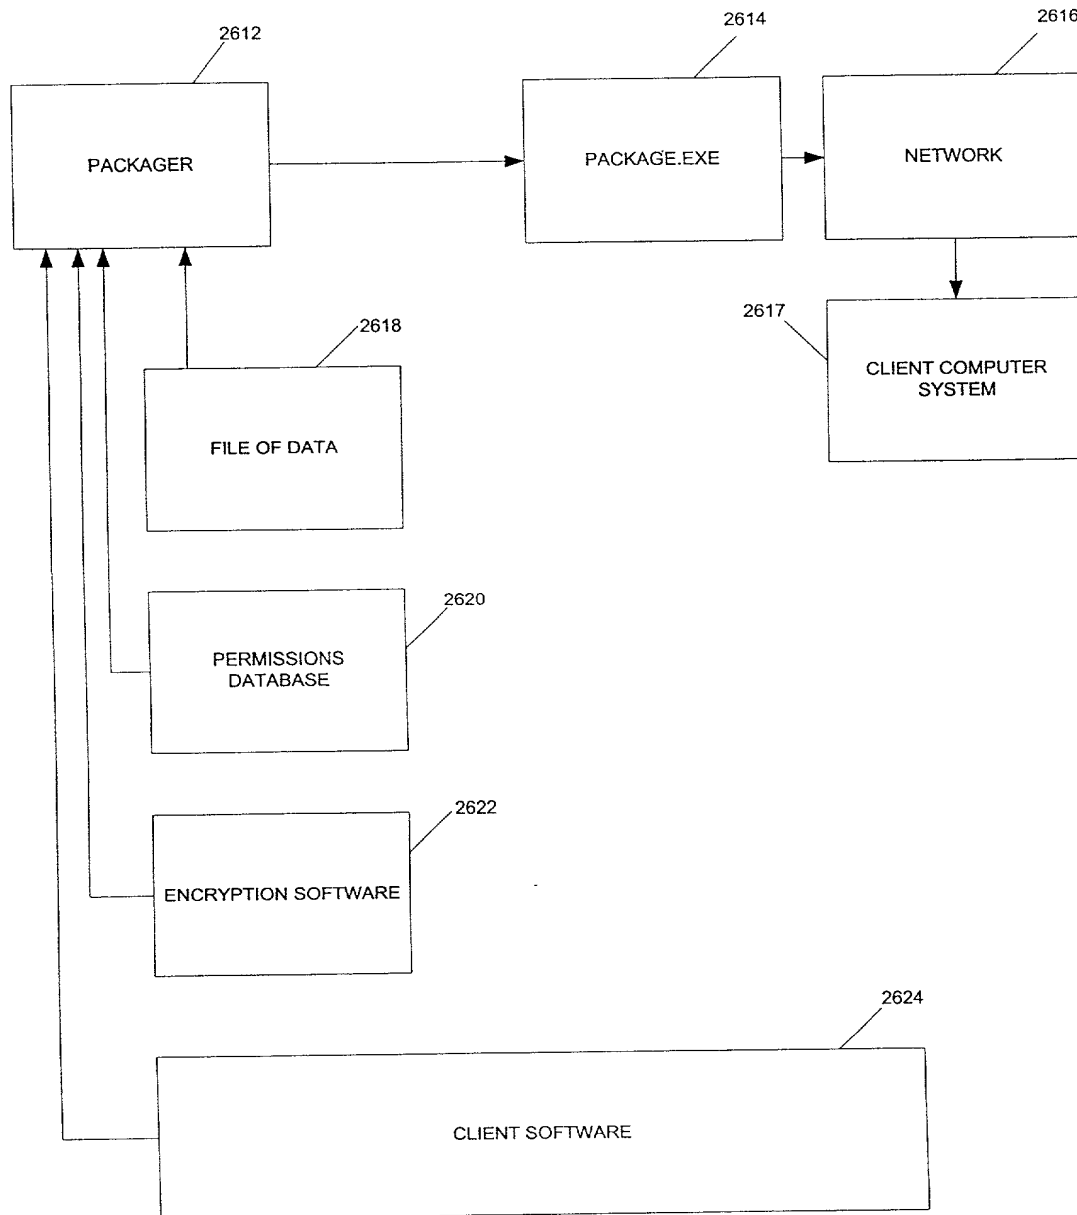 2612
2614
2616
PACKAGER
PACKAGE.EXE
NETWORK
2618
2617
CLIENT COMPUTER
SYSTEM
FILE OF DATA
2620
PERMISSIONS
DATABASE
2622
ENCRYPTION SOFTWARE
2624
CLIENT SOFTWARE